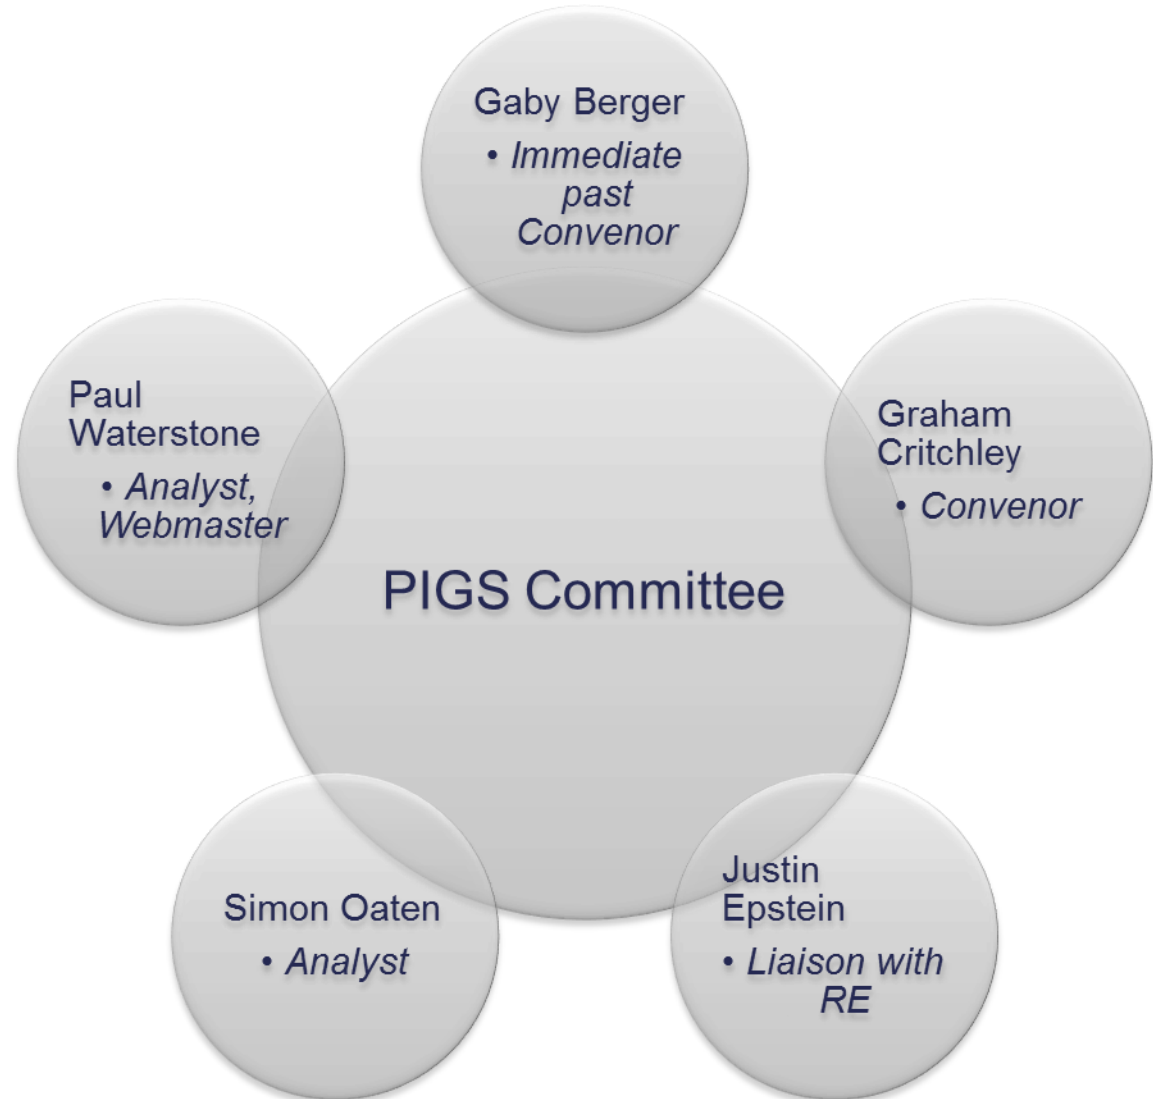 Gaby Berger
• Immediate
past
Convenor
Paul
Waterstone
• Analyst,
Webmaster
Graham
Critchley
• Convenor
PIGS Committee
Simon Oaten
• Analyst
Justin
Epstein
• Liaison with
RE